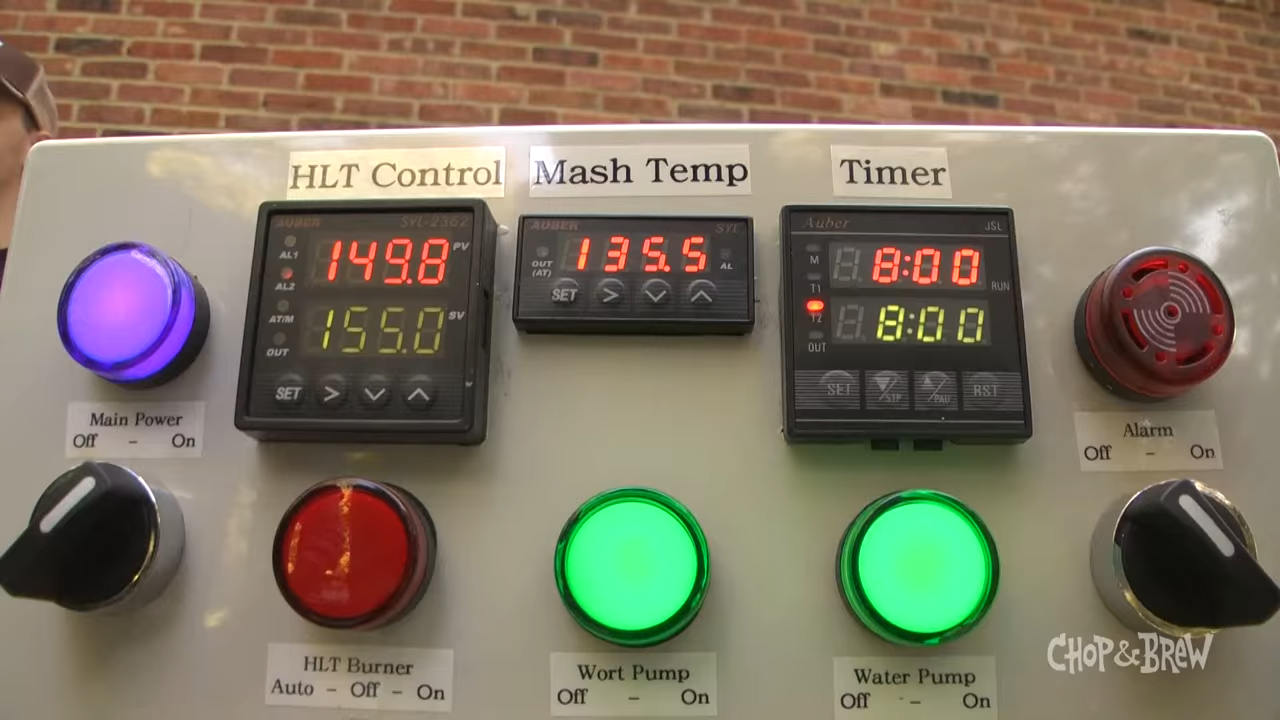 HLT Control
Mash Temp
Timer
AUBER SYL-2362
149.8 PV
AL1
AL2
155.0 SV
AT/M
OUT
SET
AUBER SYL
135.5
OUT
(AT)
AL
SET
Auber JSL
M
8:00
T1
RUN
T2
8:00
OUT
SET
/STP
/PAU
RST
Main Power
Off - On
Alarm
Off - On
HLT Burner
Auto - Off - On
Wort Pump
Off - On
Water Pump
Off - On
CHOP & BREW